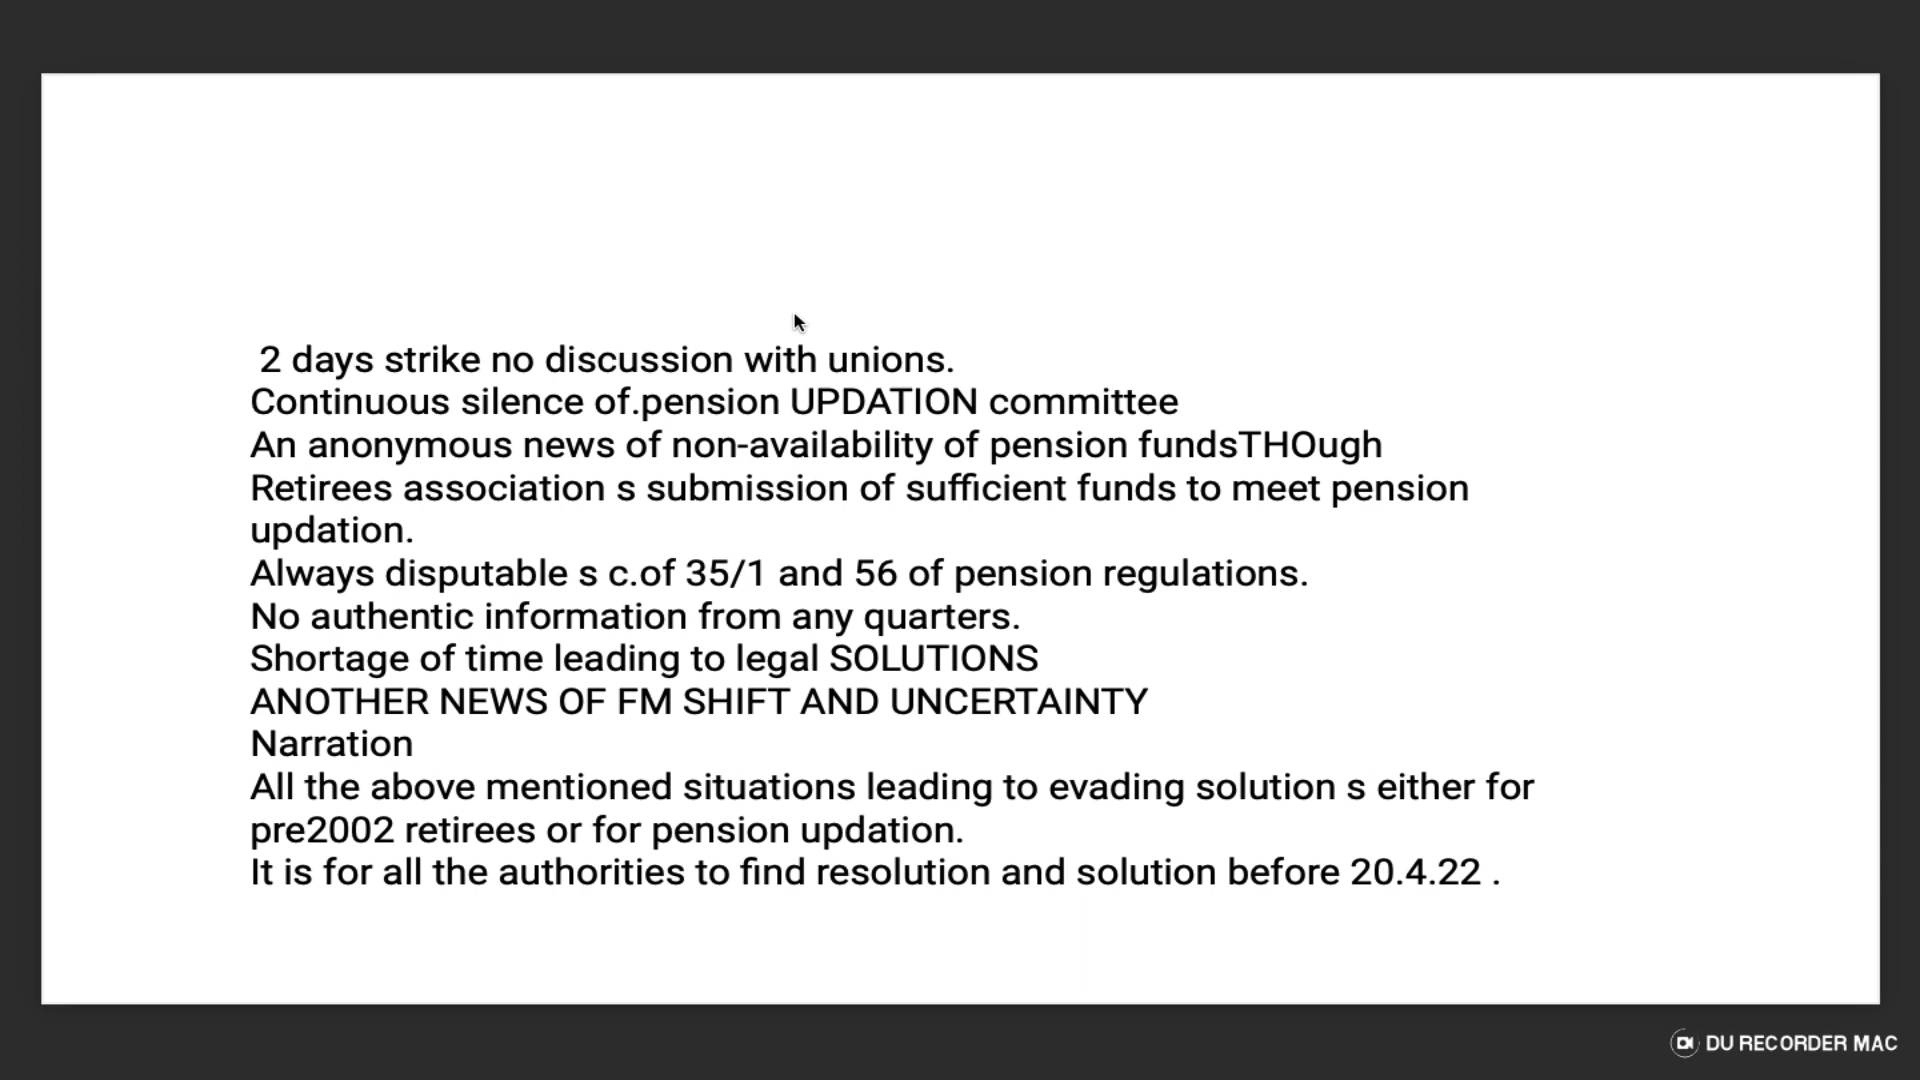 2 days strike no discussion with unions.
Continuous silence of.pension UPDATION committee
An anonymous news of non-availability of pension fundsTHOugh
Retirees association s submission of sufficient funds to meet pension
updation.
Always disputable s c.of 35/1 and 56 of pension regulations.
No authentic information from any quarters.
Shortage of time leading to legal SOLUTIONS
ANOTHER NEWS OF FM SHIFT AND UNCERTAINTY
Narration
All the above mentioned situations leading to evading solution s either for
pre2002 retirees or for pension updation.
It is for all the authorities to find resolution and solution before 20.4.22 .
DU RECORDER MAC